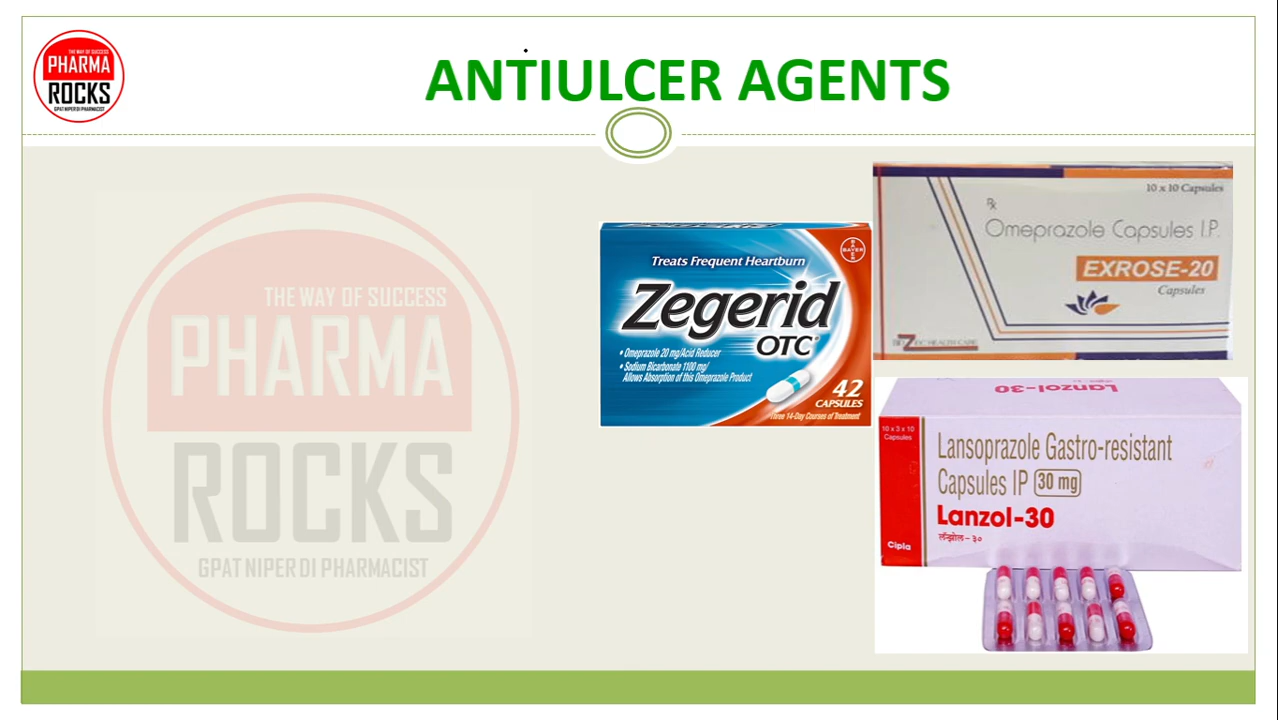 THE WAY OF SUCCESS
PHARMA
ROCKS
GPAT NIPER DI PHARMACIST
ANTIULCER AGENTS
THE WAY OF SUCCESS
PHARMA
ROCKS
GPAT NIPER DI PHARMACIST
BAYER
Treats Frequent Heartburn
Zegerid
OTC
• Omeprazole 20 mg/Acid Reducer
• Sodium Bicarbonate 1100 mg/
Allows Absorption of this Omeprazole Product
42
CAPSULES
Three 14-Day Courses of Treatment
10 x 10 Capsules
Rx
Omeprazole Capsules I.P.
EXROSE-20
Capsules
HEALTH CARE
Lanzol-30
10 x 3 x 10
Capsules
Lansoprazole Gastro-resistant
Capsules IP 30 mg
Lanzol-30
लॅन्झोल - ३०
Cipla